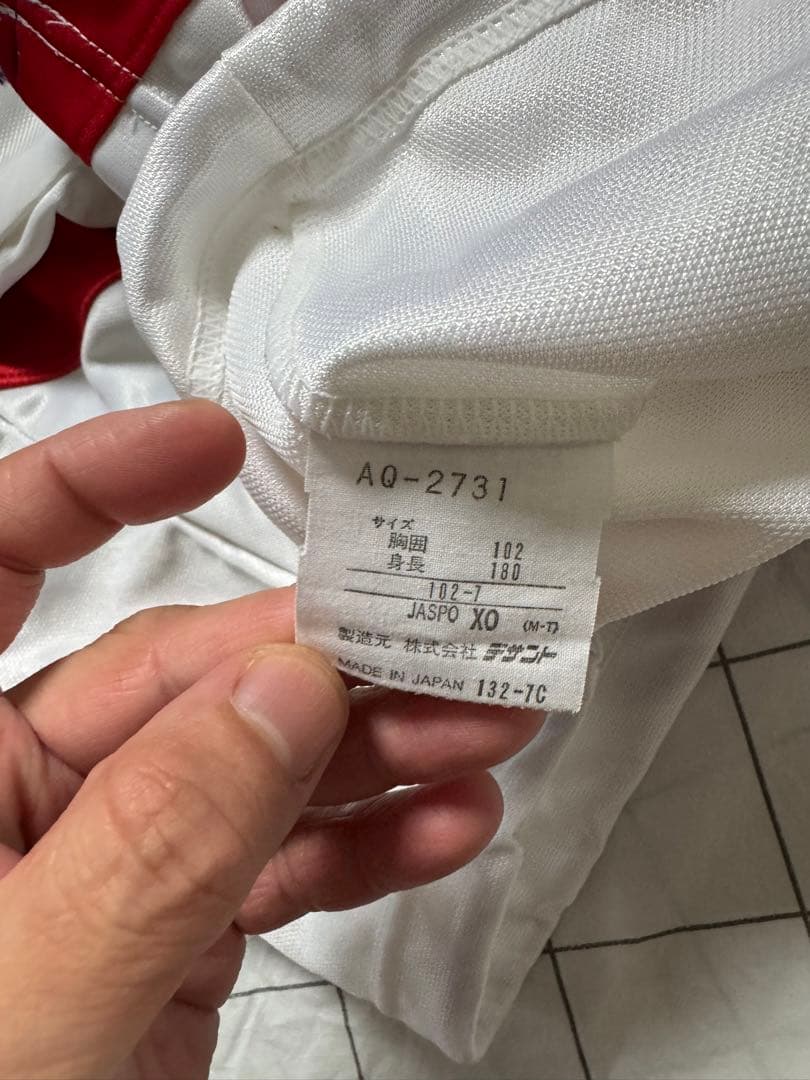 AQ-2731
サイズ
胸囲 102
身長 180
102-7
JASPO XO (M-T)
製造元 株式会社 デサント
MADE IN JAPAN 132-7C